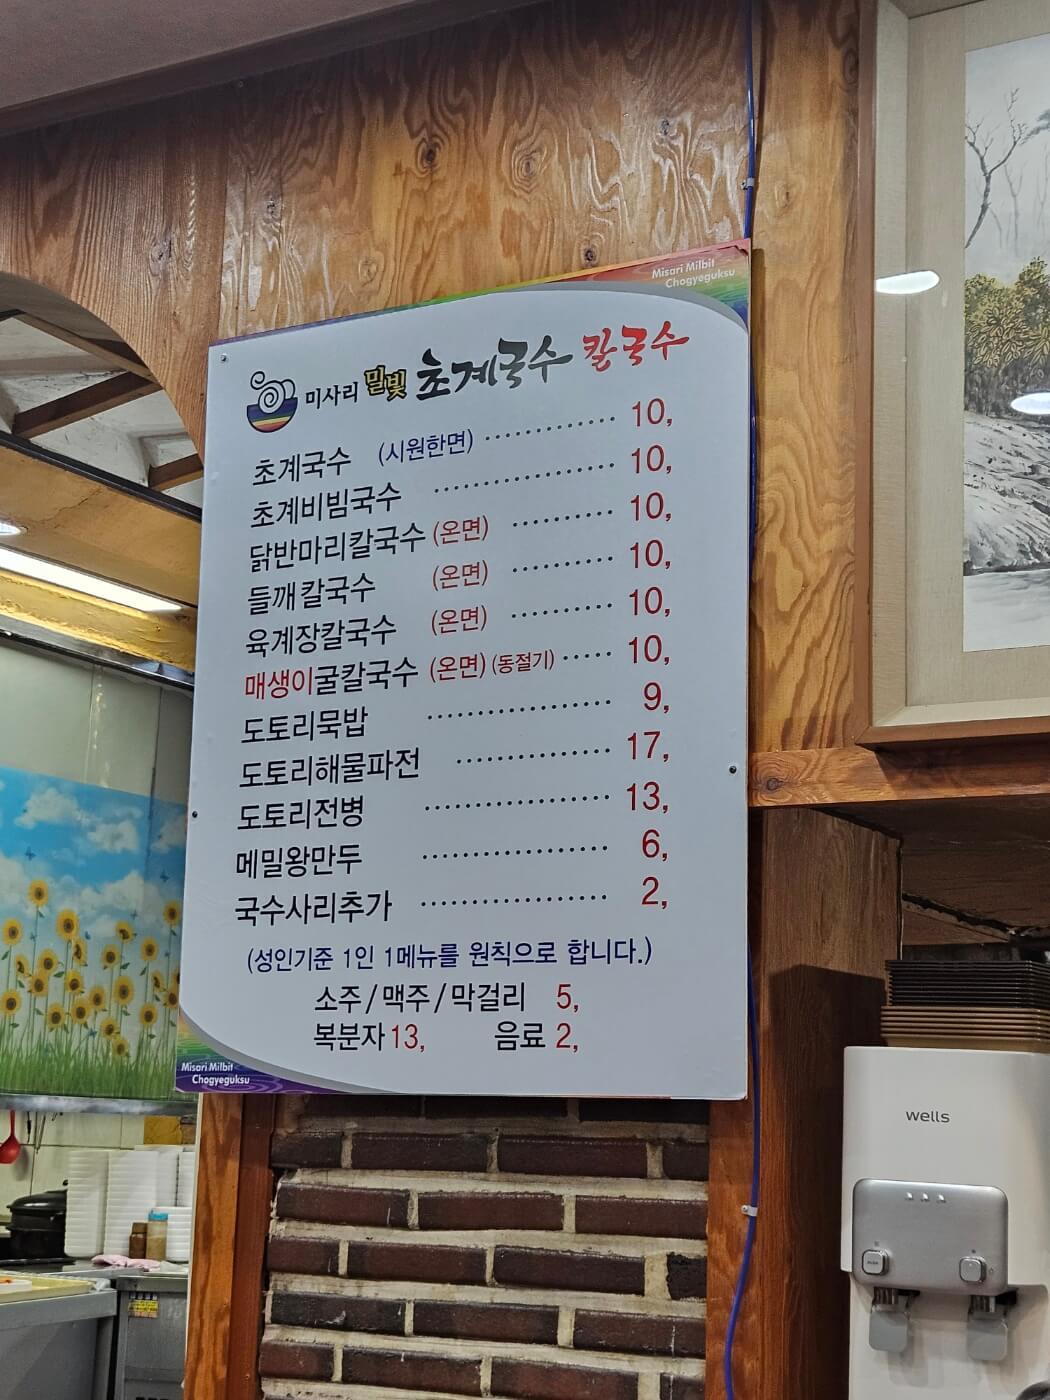 Misari Milbit
Chogyeguksu
미사리 밀빛 초계국수 칼국수
초계국수 (시원한면) ············· 10,
초계비빔국수 ·················· 10,
닭반마리칼국수 (온면) ·········· 10,
들깨칼국수 (온면) ·········· 10,
육계장칼국수 (온면) ·········· 10,
매생이굴칼국수 (온면) (동절기) ····· 10,
도토리묵밥 ·················· 9,
도토리해물파전 ··············· 17,
도토리전병 ·················· 13,
메밀왕만두 ·················· 6,
국수사리추가 ·················· 2,
(성인기준 1인 1메뉴를 원칙으로 합니다.)
소주/맥주/막걸리 5,
복분자 13, 음료 2,
Misari Milbit
Chogyeguksu
wells